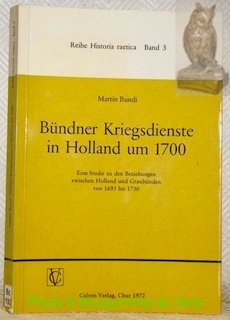 Reihe Historia raetica Band 3
Martin Bundi
Bündner Kriegsdienste
in Holland um 1700
Eine Studie zu den Beziehungen
zwischen Holland und Graubünden
von 1693 bis 1730
Calven Verlag, Chur 1972